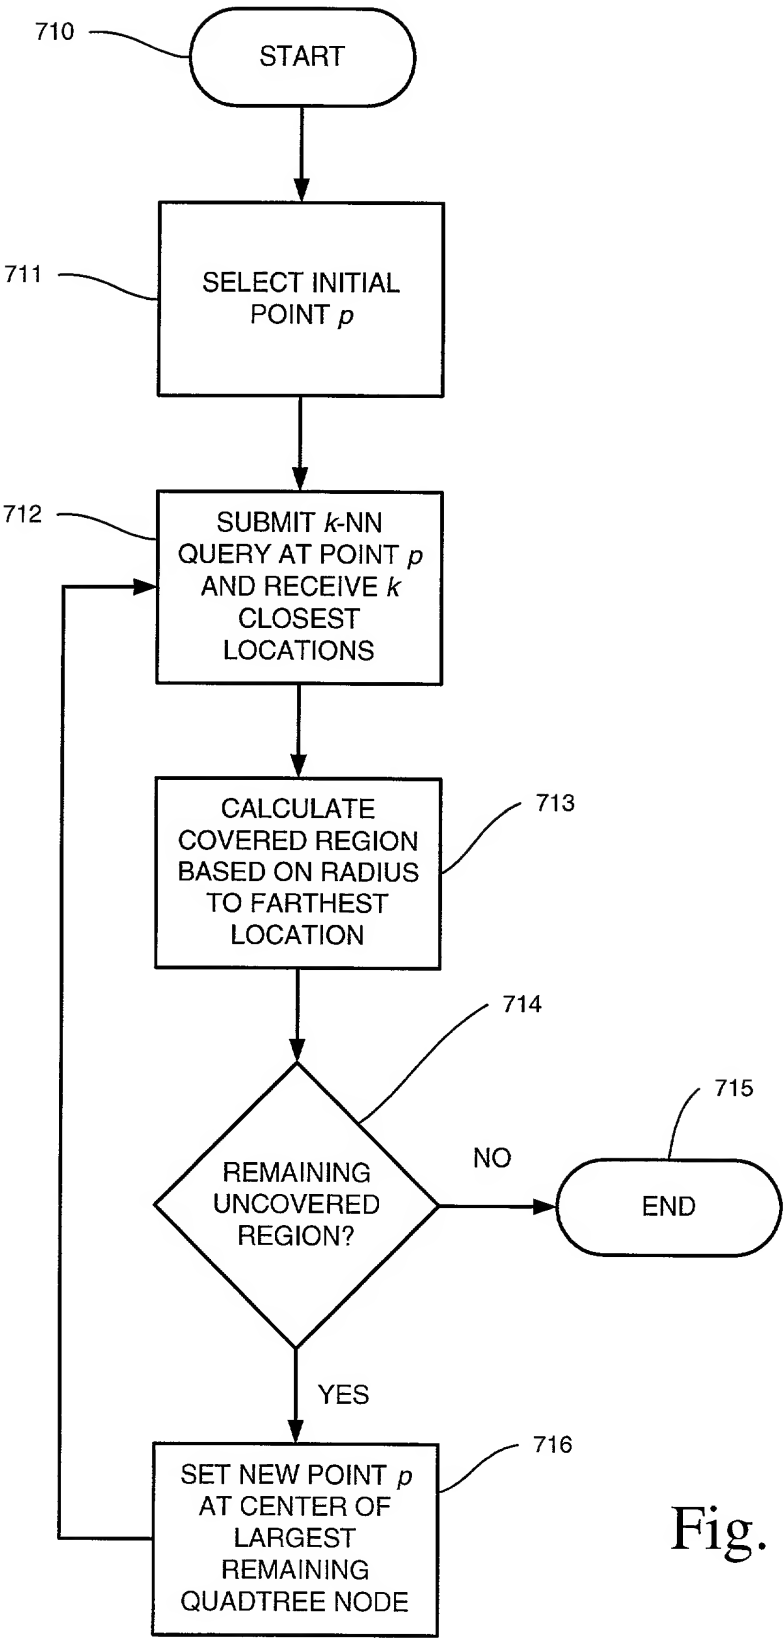 710
START
711
SELECT INITIAL
POINT p
712
SUBMIT k-NN
QUERY AT POINT p
AND RECEIVE k
CLOSEST
LOCATIONS
CALCULATE
COVERED REGION
BASED ON RADIUS
TO FARTHEST
LOCATION
713
714
REMAINING
UNCOVERED
REGION?
NO
715
END
YES
716
SET NEW POINT p
AT CENTER OF
LARGEST
REMAINING
QUADTREE NODE
Fig.